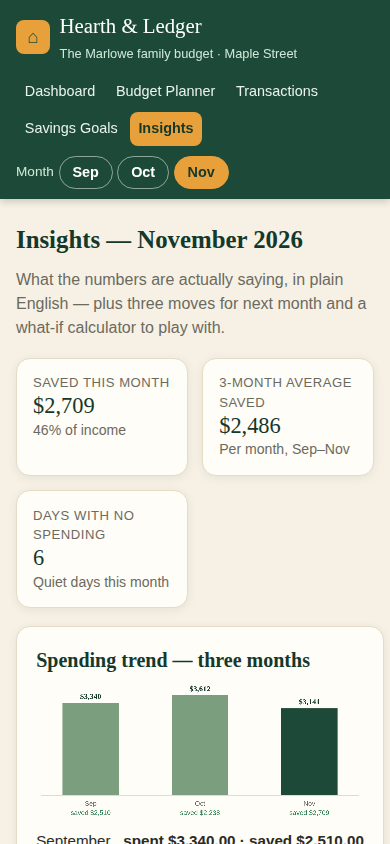 Hearth & Ledger
The Marlowe family budget · Maple Street
Dashboard Budget Planner Transactions
Savings Goals Insights
Month Sep Oct Nov
Insights — November 2026
What the numbers are actually saying, in plain
English — plus three moves for next month and a
what-if calculator to play with.
SAVED THIS MONTH
$2,709
46% of income
3-MONTH AVERAGE
SAVED
$2,486
Per month, Sep–Nov
DAYS WITH NO
SPENDING
6
Quiet days this month
Spending trend — three months
$3,340 $3,612 $3,141
Sep Oct Nov
saved $2,510 saved $2,238 saved $2,709
September spent $3,340.00 · saved $2,510.00